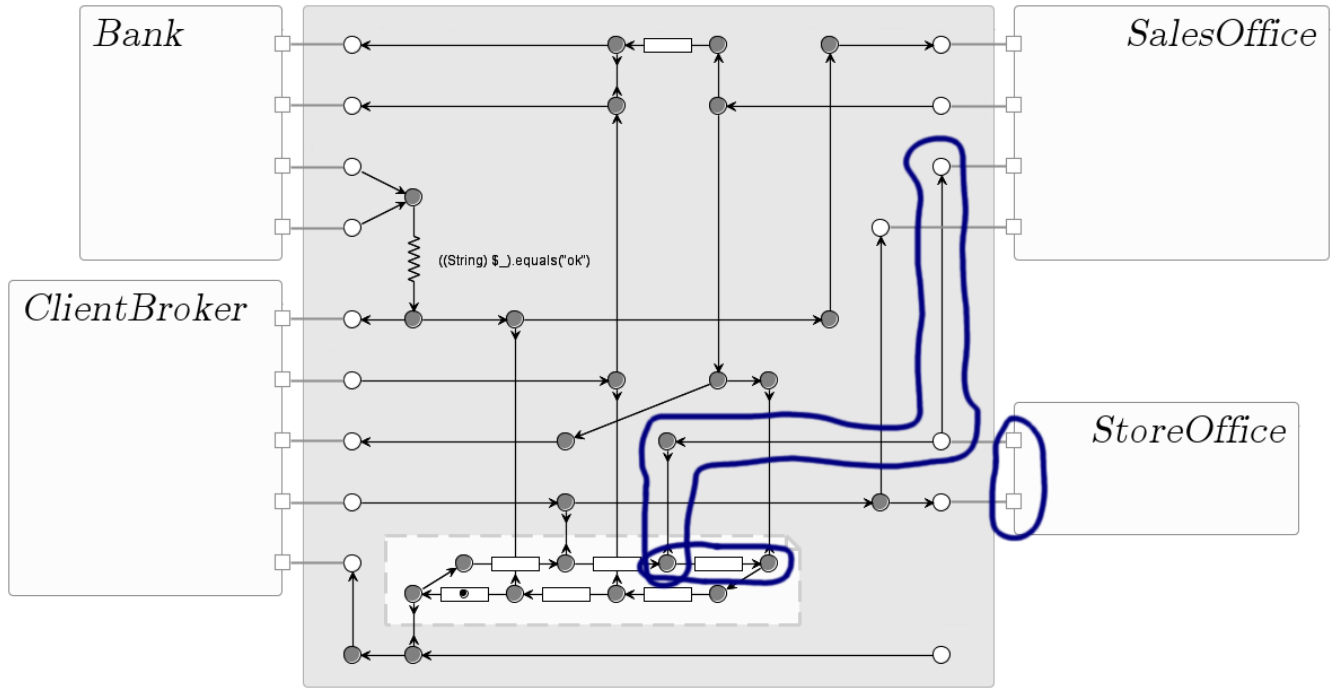 Bank
SalesOffice
((String) $_).equals("ok")
ClientBroker
StoreOffice